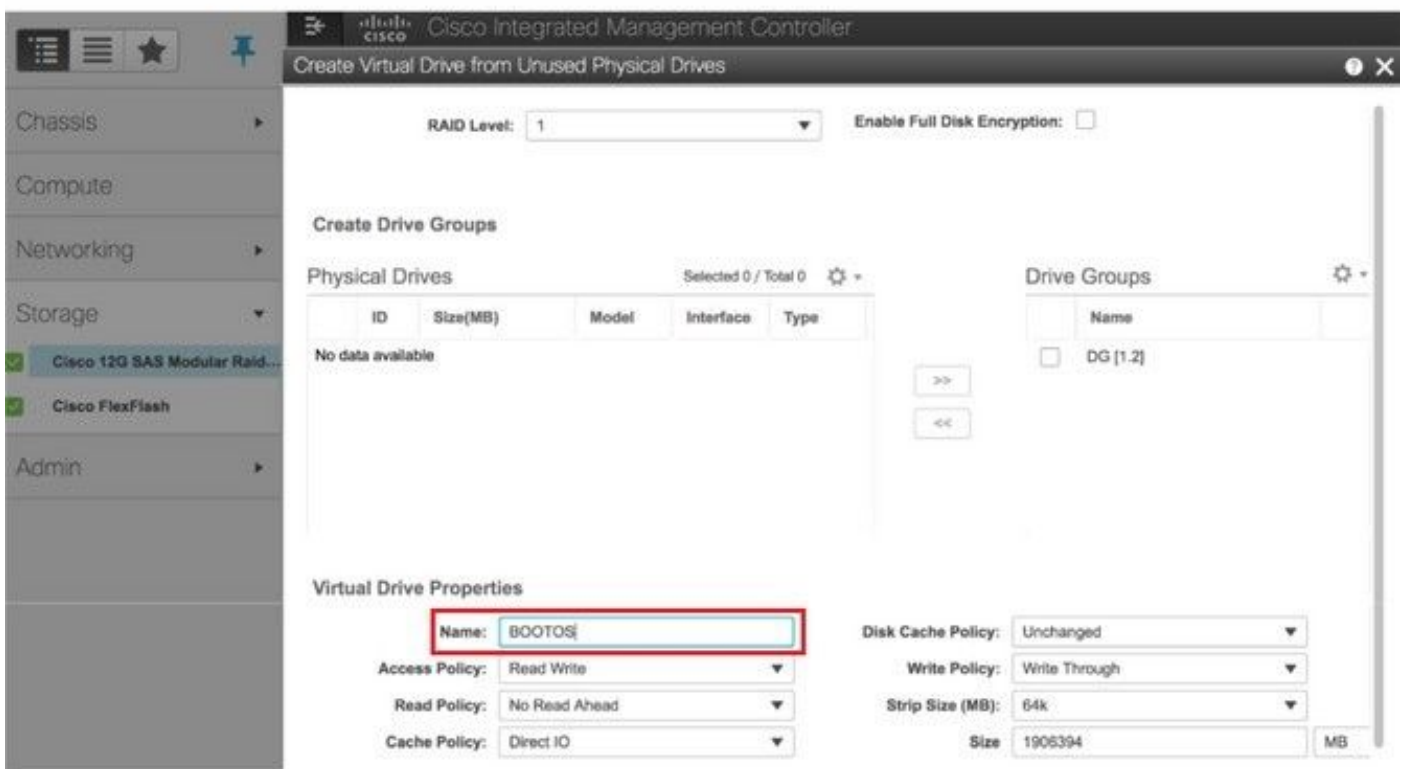 cisco Cisco Integrated Management Controller
Create Virtual Drive from Unused Physical Drives
Chassis
Compute
Networking
Storage
Cisco 12G SAS Modular Raid...
Cisco FlexFlash
Admin
RAID Level: 1
Enable Full Disk Encryption:
Create Drive Groups
Physical Drives Selected 0 / Total 0
ID Size(MB) Model Interface Type
No data available
>>
<<
Drive Groups
Name
DG [1.2]
Virtual Drive Properties
Name: BOOTOS
Disk Cache Policy: Unchanged
Access Policy: Read Write
Write Policy: Write Through
Read Policy: No Read Ahead
Strip Size (MB): 64k
Cache Policy: Direct IO
Size 1906394 MB